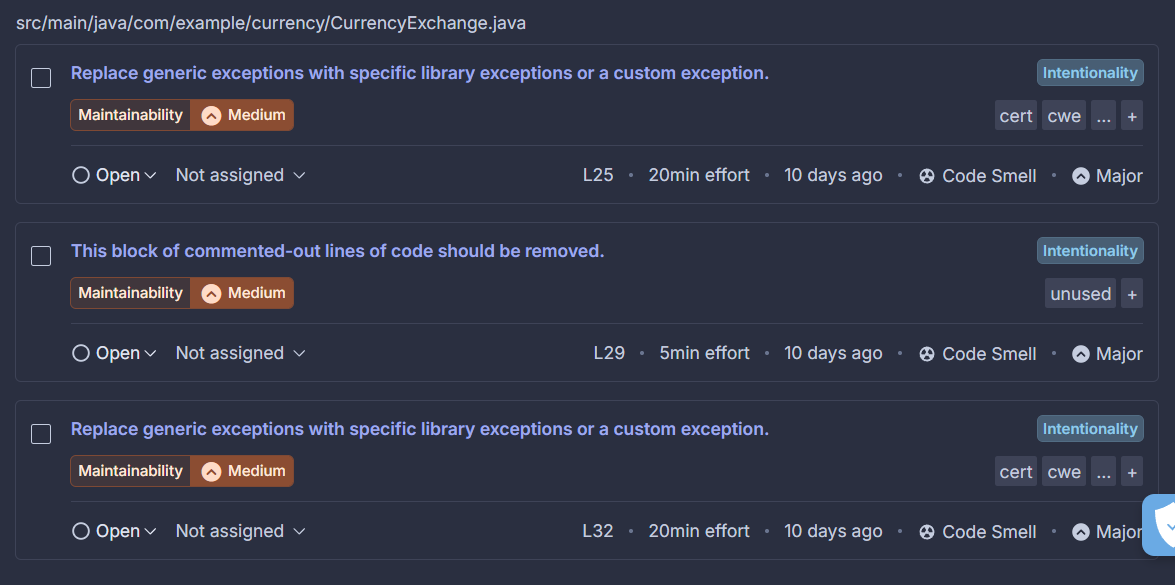 src/main/java/com/example/currency/CurrencyExchange.java
Replace generic exceptions with specific library exceptions or a custom exception. Intentionality
Maintainability Medium cert cwe ... +
Open Not assigned L25 • 20min effort • 10 days ago • Code Smell • Major
This block of commented-out lines of code should be removed. Intentionality
Maintainability Medium unused +
Open Not assigned L29 • 5min effort • 10 days ago • Code Smell • Major
Replace generic exceptions with specific library exceptions or a custom exception. Intentionality
Maintainability Medium cert cwe ... +
Open Not assigned L32 • 20min effort • 10 days ago • Code Smell • Major